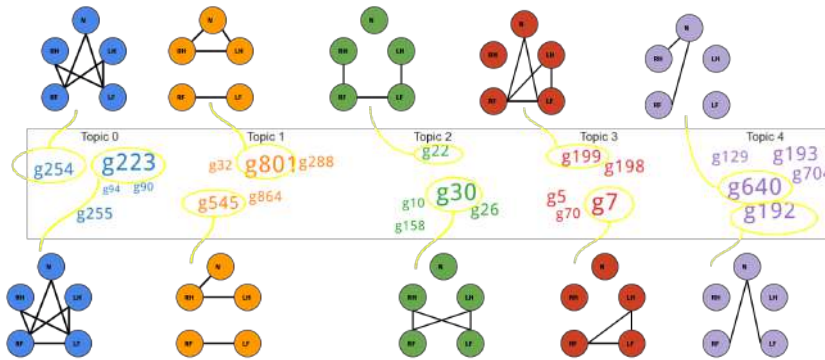 N N N N N
RH LH RH LH RH LH RH LH RH LH
RF LF RF LF RF LF RF LF RF LF
Topic 0 Topic 1 Topic 2 Topic 3 Topic 4
g254 g223 g94 g90 g255
g32 g801 g288 g545 g864
g22 g30 g10 g26 g158
g199 g198 g5 g70 g7
g129 g193 g704 g640 g192
N N N N N
RH LH RH LH RH LH RH LH RH LH
RF LF RF LF RF LF RF LF RF LF